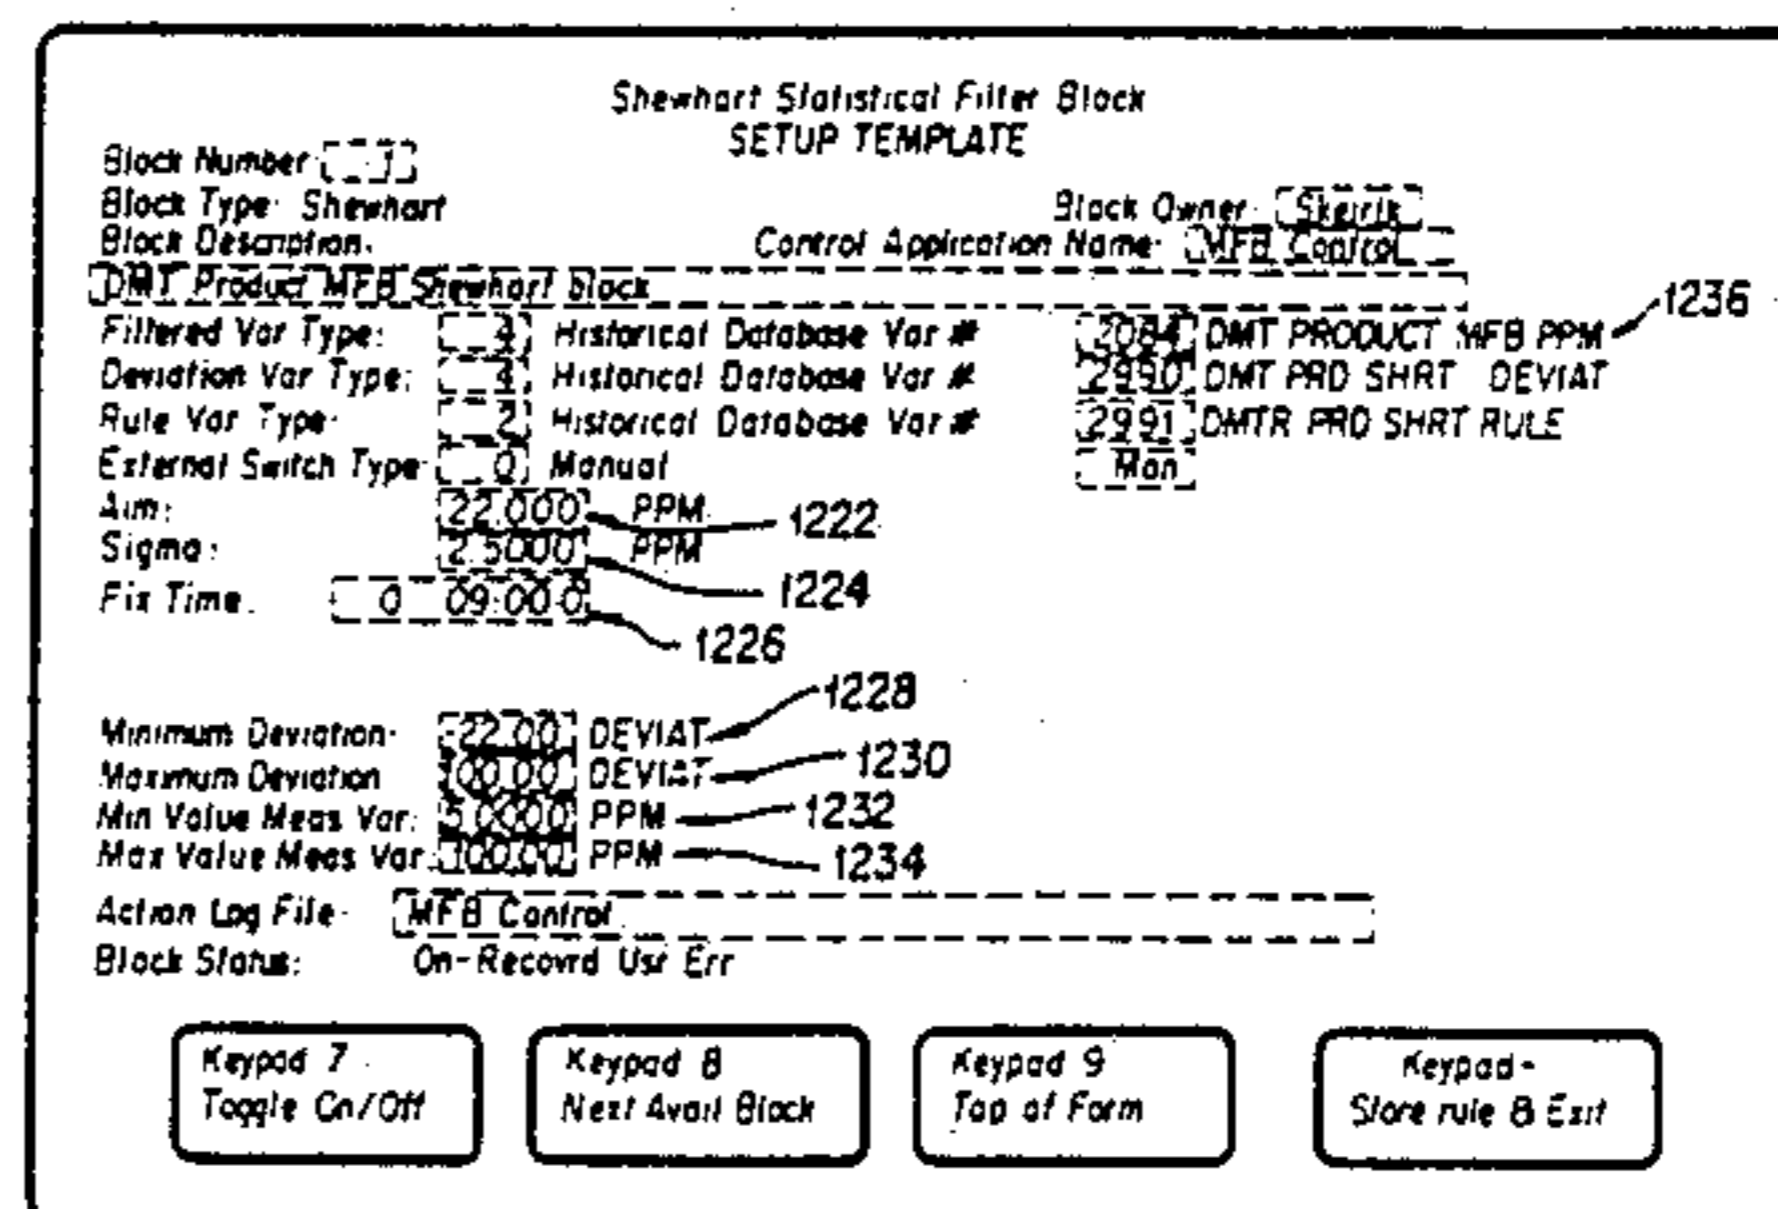 Shewhart Statistical Filter Block
SETUP TEMPLATE
Block Number: 1
Block Type: Shewhart
Block Owner: Skeirik
Block Description:
Control Application Name: MFB Control
DMT Product MFB Shewhart block
Filtered Var Type: Historical Database Var # 2084 DMT PRODUCT MFB PPM 1236
Deviation Var Type: Historical Database Var # 2990 DMT PRD SHRT DEVIAT
Rule Var Type: 2 Historical Database Var # 2991 DMTR PRD SHRT RULE
External Switch Type: 0 Manual Man
Aim: 22.000 PPM 1222
Sigma: 2.5000 PPM
Fix Time: 0 09:00:0 1224
1226
1228
Minimum Deviation: -22.00 DEVIAT
Maximum Deviation 100.00 DEVIAT 1230
Min Value Meas Var: 5.0000 PPM 1232
Max Value Meas Var: 100.00 PPM 1234
Action Log File: MFB Control
Block Status: On-Recovrd Usr Err
Keypad 7
Toggle On/Off
Keypad 8
Next Avail Block
Keypad 9
Top of Form
Keypad -
Store rule & Exit